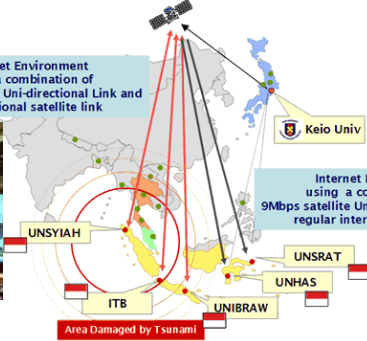 et Environment
combination of
Uni-directional Link and
ional satellite link
Keio Univ
Internet
using a co
9Mbps satellite Un
regular inter
UNSYIAH
UNSRAT
UNHAS
ITB
UNIBRAW
Area Damaged by Tsunami